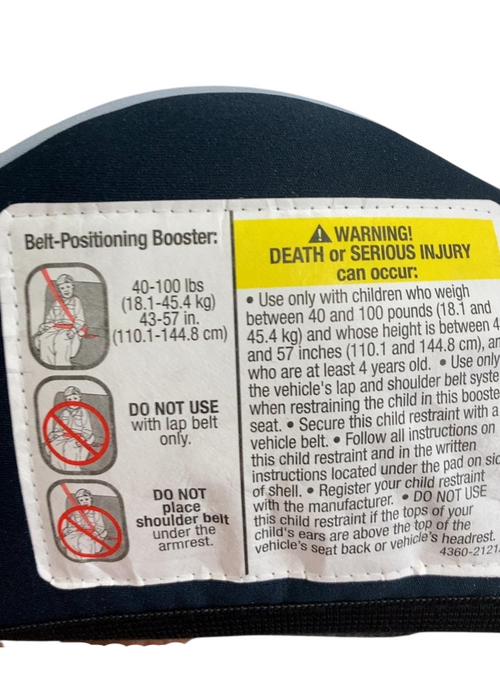 Belt-Positioning Booster:
40-100 lbs
(18.1-45.4 kg)
43-57 in.
(110.1-144.8 cm)
DO NOT USE
with lap belt
only.
DO NOT
place
shoulder belt
under the
armrest.
WARNING!
DEATH or SERIOUS INJURY
can occur:
• Use only with children who weigh
between 40 and 100 pounds (18.1 and
45.4 kg) and whose height is between 4
and 57 inches (110.1 and 144.8 cm), an
who are at least 4 years old. • Use only
the vehicle's lap and shoulder belt syste
when restraining the child in this booste
seat. • Secure this child restraint with a
vehicle belt. • Follow all instructions on
this child restraint and in the written
instructions located under the pad on sid
of shell. • Register your child restraint
with the manufacturer. • DO NOT USE
this child restraint if the tops of your
child's ears are above the top of the
vehicle's seat back or vehicle's headrest.
4360-2121